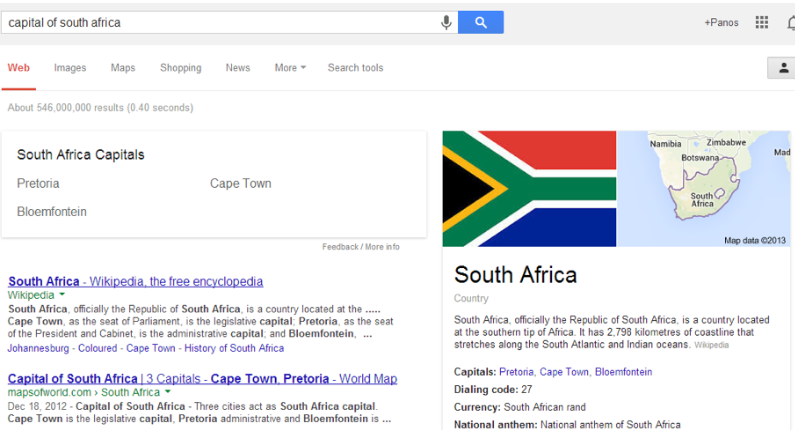 capital of south africa
+Panos
Web Images Maps Shopping News More Search tools
About 546,000,000 results (0.40 seconds)
South Africa Capitals
Pretoria Cape Town
Bloemfontein
Feedback / More info
South Africa - Wikipedia, the free encyclopedia
Wikipedia
South Africa, officially the Republic of South Africa, is a country located at the .....
Cape Town, as the seat of Parliament, is the legislative capital; Pretoria, as the seat
of the President and Cabinet, is the administrative capital; and Bloemfontein, ...
Johannesburg - Coloured - Cape Town - History of South Africa
Capital of South Africa | 3 Capitals - Cape Town, Pretoria - World Map
mapsofworld.com › South Africa
Dec 18, 2012 - Capital of South Africa - Three cities act as South Africa capital.
Cape Town is the legislative capital, Pretoria administrative and Bloemfontein is ...
Namibia Zimbabwe
Botswana Mad
South
Africa
Map data ©2013
South Africa
Country
South Africa, officially the Republic of South Africa, is a country located
at the southern tip of Africa. It has 2,798 kilometres of coastline that
stretches along the South Atlantic and Indian oceans. Wikipedia
Capitals: Pretoria, Cape Town, Bloemfontein
Dialing code: 27
Currency: South African rand
National anthem: National anthem of South Africa